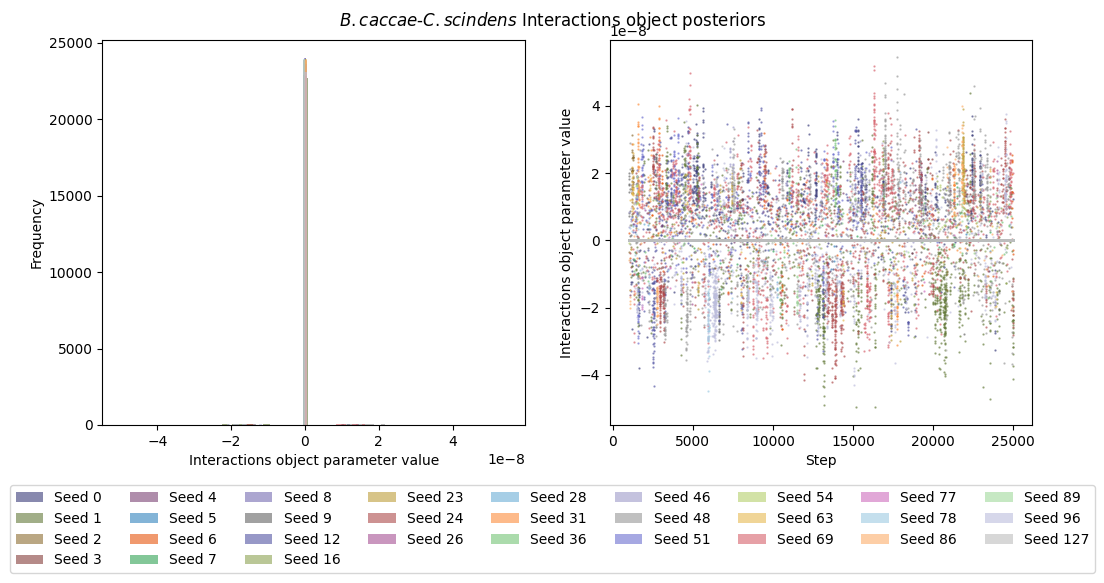 B.caccae-C.scindens Interactions object posteriors
25000
20000
15000
10000
5000
0
Frequency
−4
−2
0
2
4
1e−8
Interactions object parameter value
1e−8
4
2
0
−2
−4
Interactions object parameter value
0
5000
10000
15000
20000
25000
Step
Seed 0 Seed 4 Seed 8 Seed 23 Seed 28 Seed 46 Seed 54 Seed 77 Seed 89
Seed 1 Seed 5 Seed 9 Seed 24 Seed 31 Seed 48 Seed 63 Seed 78 Seed 96
Seed 2 Seed 6 Seed 12 Seed 26 Seed 36 Seed 51 Seed 69 Seed 86 Seed 127
Seed 3 Seed 7 Seed 16